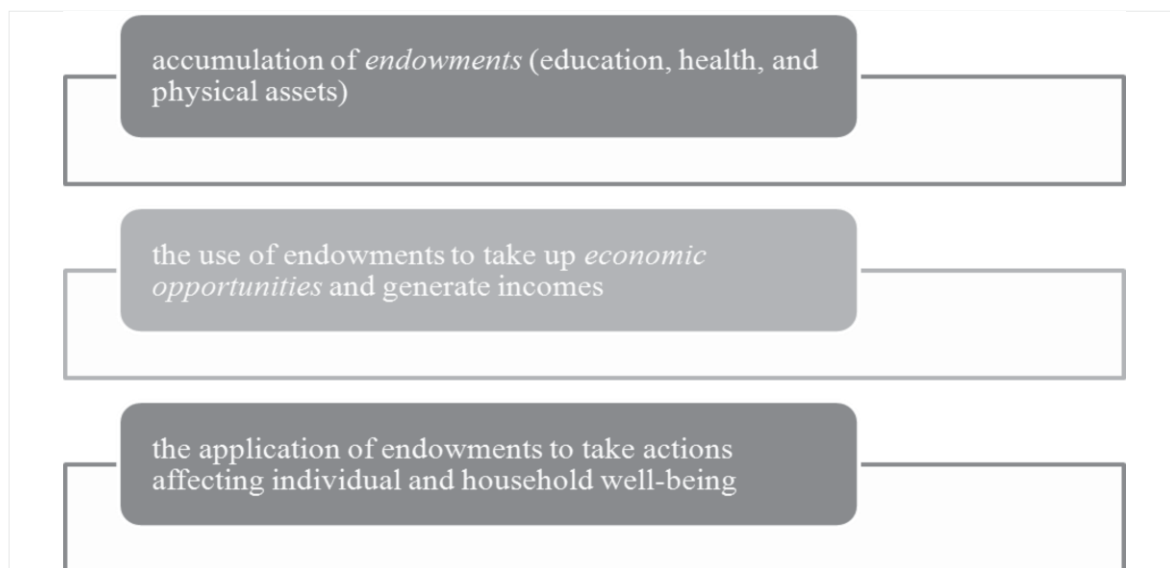 accumulation of endowments (education, health, and
physical assets)
the use of endowments to take up economic
opportunities and generate incomes
the application of endowments to take actions
affecting individual and household well-being